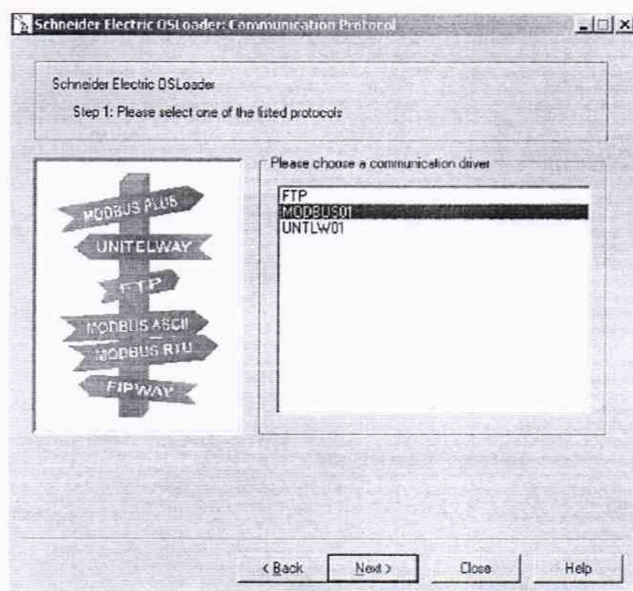 Schneider Electric OSLoader: Communication Protocol
Schneider Electric OSLoader
Step 1: Please select one of the listed protocols
Please choose a communication driver
FTP
MODBUS01
UNTLW01
MODBUS PLUS
UNITELWAY
FTP
MODBUS ASCII
MODBUS RTU
FIPWAY
< Back
Next >
Close
Help